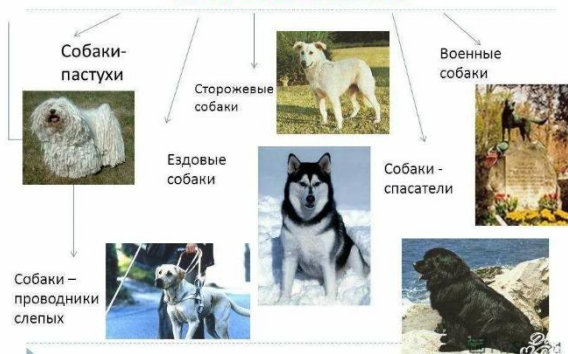 Собаки-
пастухи
Сторожевые
собаки
Военные
собаки
Ездовые
собаки
Собаки -
спасатели
Собаки –
проводники
слепых